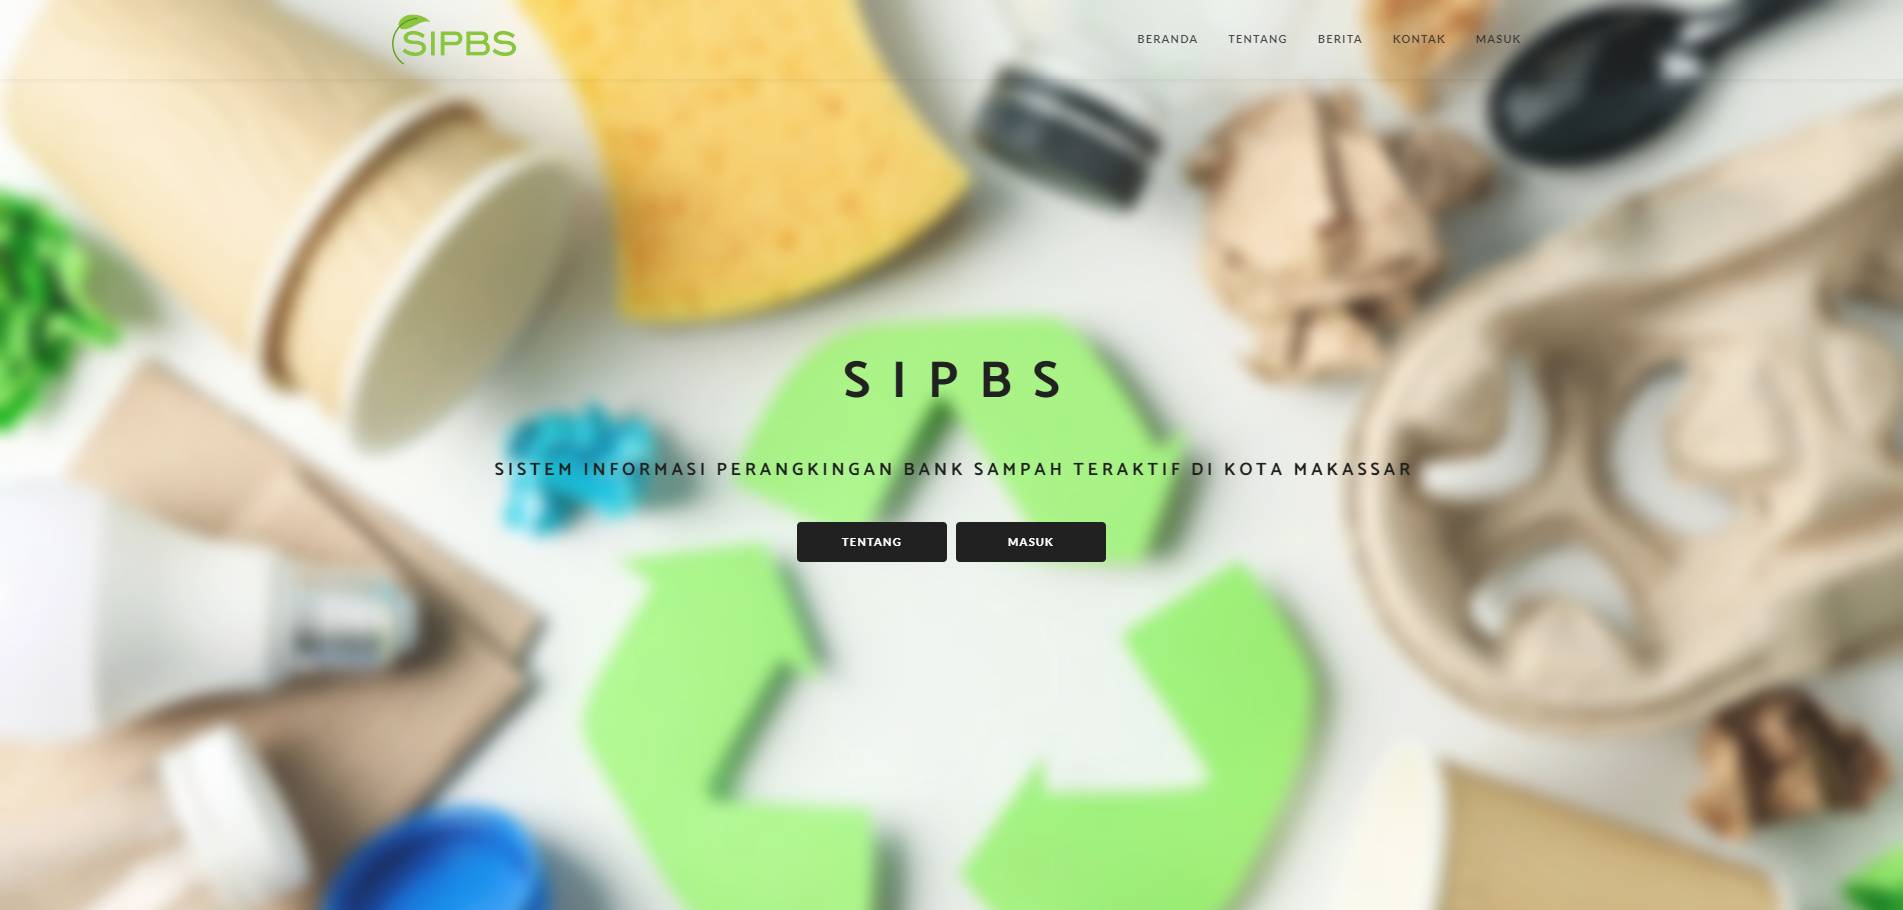 SIPBS
BERANDA TENTANG BERITA KONTAK MASUK
SIPBS
SISTEM INFORMASI PERANGKINGAN BANK SAMPAH TERAKTIF DI KOTA MAKASSAR
TENTANG MASUK